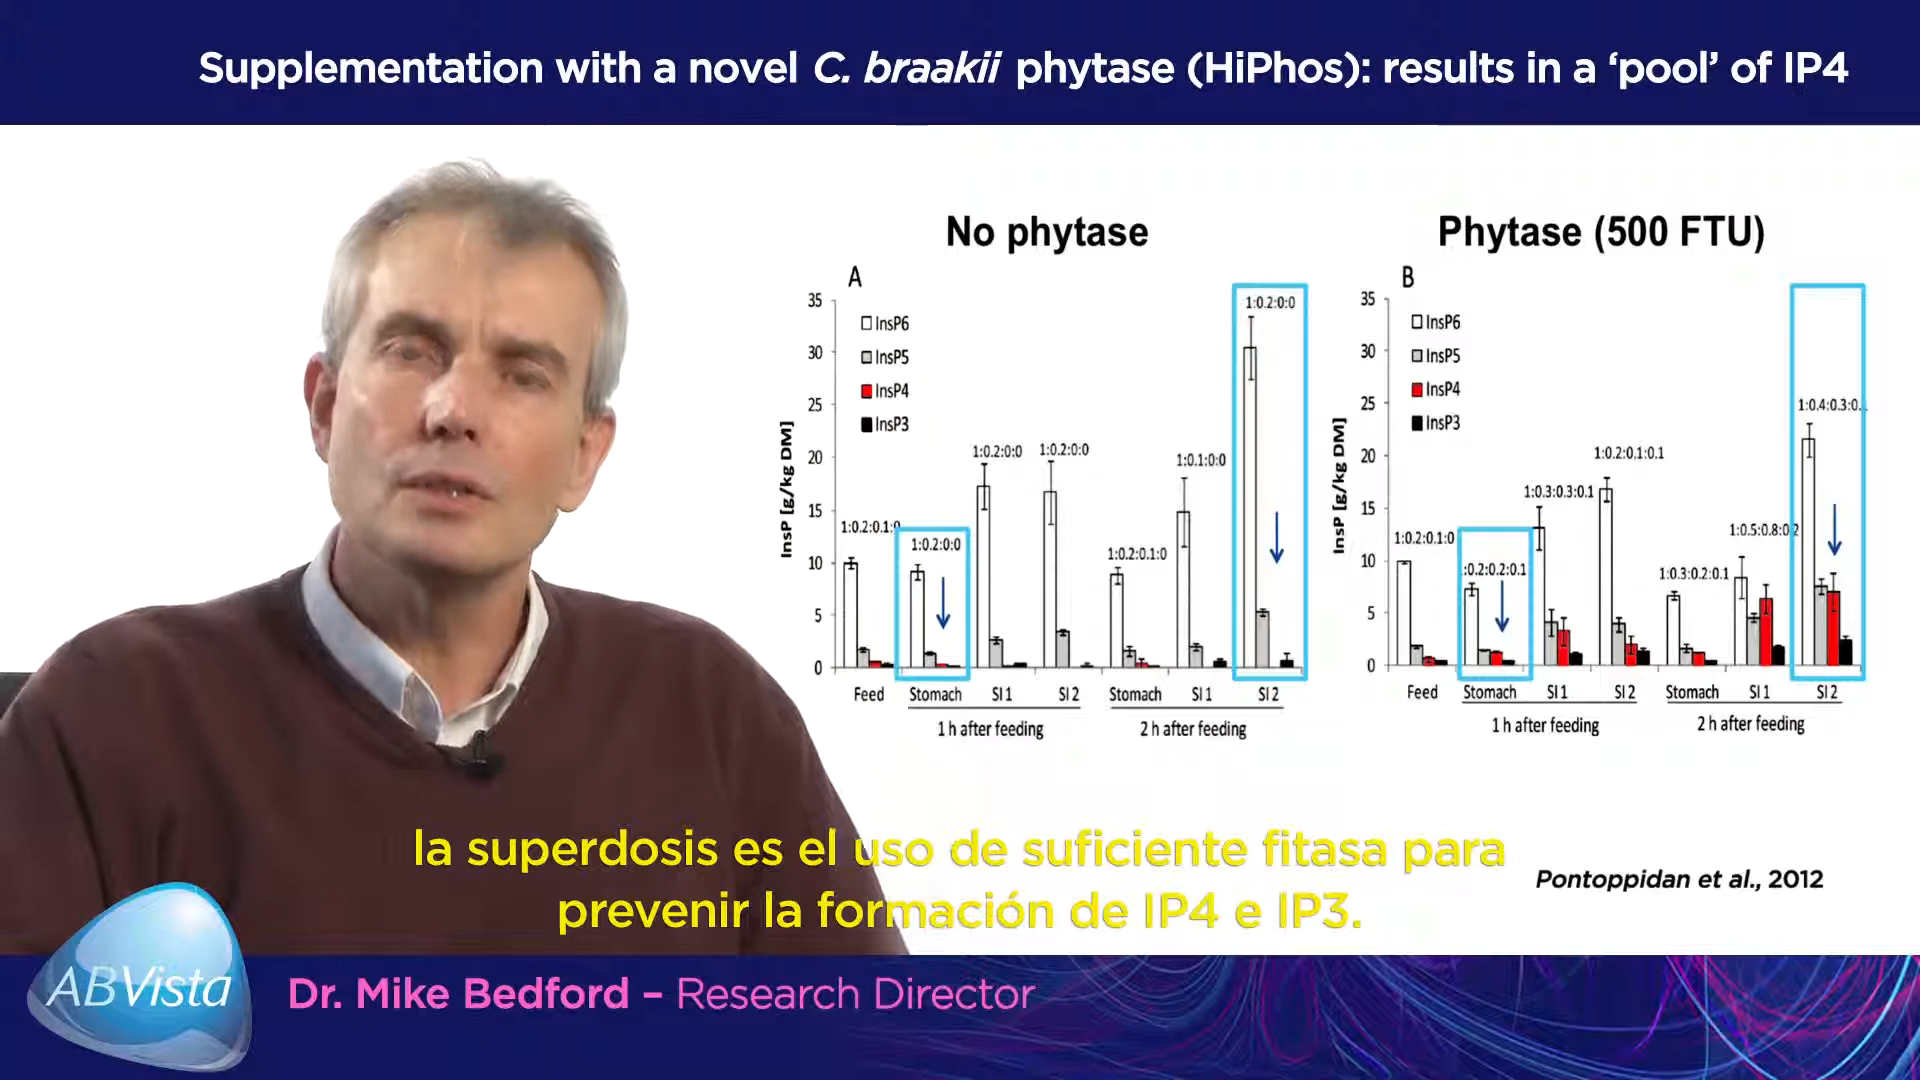 Supplementation with a novel C. braakii phytase (HiPhos): results in a ‘pool’ of IP4
No phytase
A
35
30
25
20
15
10
5
0
InsP [g/kg DM]
InsP6
InsP5
InsP4
InsP3
1:0.2:0.1:0
1:0.2:0:0
1:0.2:0:0
1:0.2:0:0
1:0.2:0.1:0
1:0.1:0:0
1:0.2:0:0
Feed
Stomach
SI 1
SI 2
Stomach
SI 1
SI 2
1 h after feeding
2 h after feeding
Phytase (500 FTU)
B
35
30
25
20
15
10
5
0
InsP [g/kg DM]
InsP6
InsP5
InsP4
InsP3
1:0.2:0.1:0
1:0.2:0.2:0.1
1:0.3:0.3:0.1
1:0.2:0.1:0.1
1:0.3:0.2:0.1
1:0.5:0.8:0.2
1:0.4:0.3:0.1
Feed
Stomach
SI 1
SI 2
Stomach
SI 1
SI 2
1 h after feeding
2 h after feeding
la superdosis es el uso de suficiente fitasa para
prevenir la formación de IP4 e IP3.
Pontoppidan et al., 2012
ABVista
Dr. Mike Bedford – Research Director